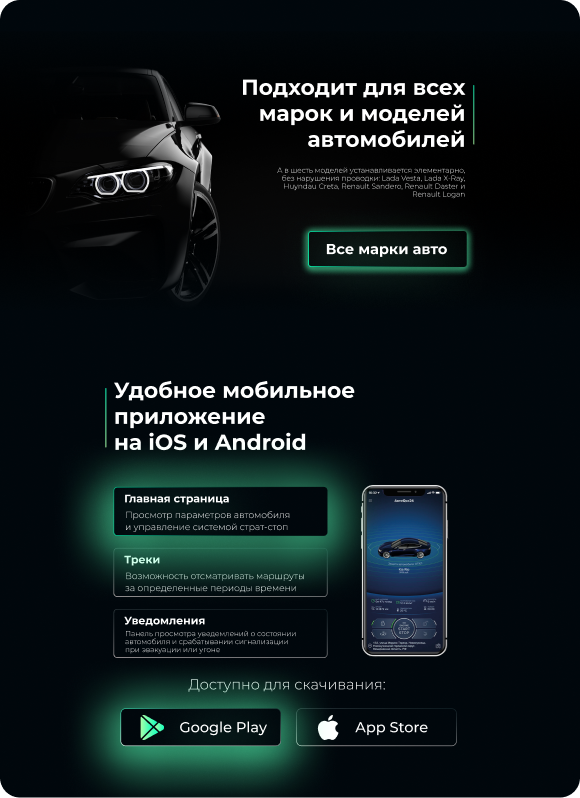 Подходит для всех
марок и моделей
автомобилей
А в шесть моделей устанавливается элементарно,
без нарушения проводки: Lada Vesta, Lada X-Ray,
Huyndau Creta, Renault Sandero, Renault Daster и
Renault Logan
Все марки авто
Удобное мобильное
приложение
на iOS и Android
Главная страница
Просмотр параметров автомобиля
и управление системой страт-стоп
Треки
Возможность отсматривать маршруты
за определенные периоды времени
Уведомления
Панель просмотра уведомлений о состоянии
автомобиля и срабатывании сигнализации
при эвакуации или угоне
START
STOP
Доступно для скачивания:
Google Play
App Store